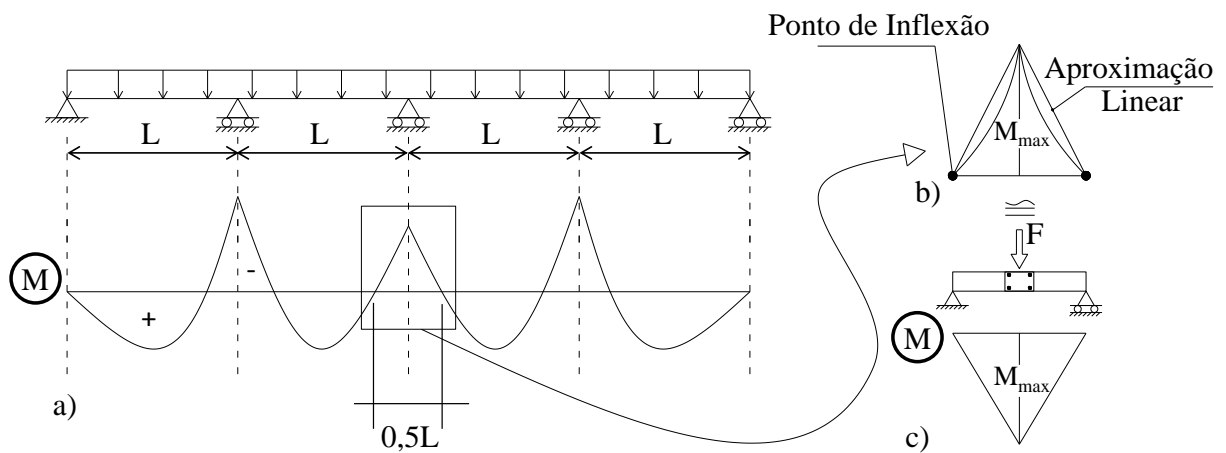 Ponto de Inflexão
Aproximação
Linear
L
L
L
L
M
max
b)
F
M
-
+
M
M
max
a)
0,5L
c)